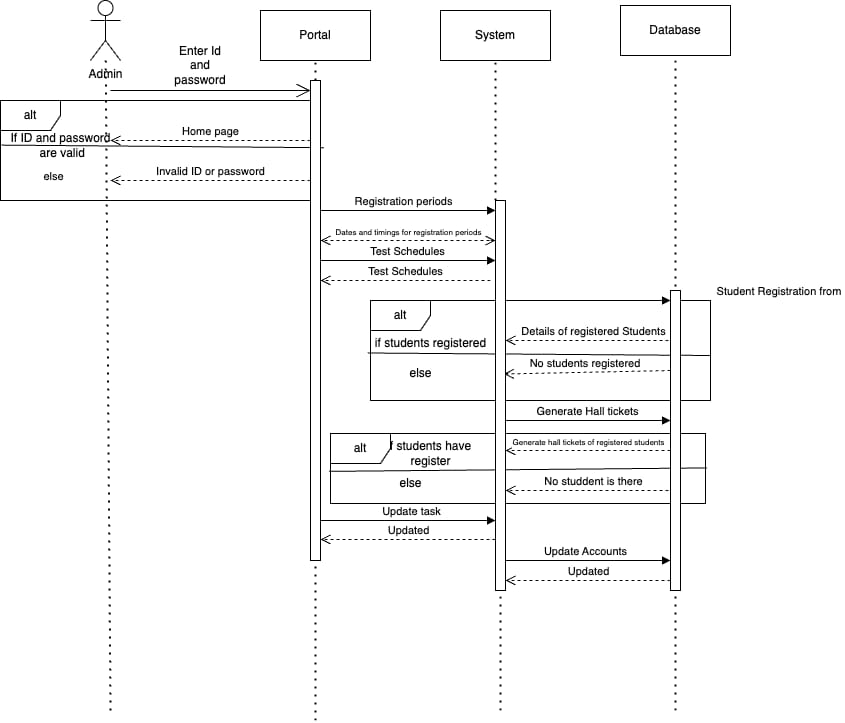 Portal
System
Database
Admin
Enter Id
and
password
alt
Home page
If ID and password
are valid
Invalid ID or password
else
Registration periods
Dates and timings for registration periods
Test Schedules
Test Schedules
Student Registration from
alt
Details of registered Students
if students registered
No students registered
else
Generate Hall tickets
alt
f students have
register
Generate hall tickets of registered students
else
No studdent is there
Update task
Updated
Update Accounts
Updated